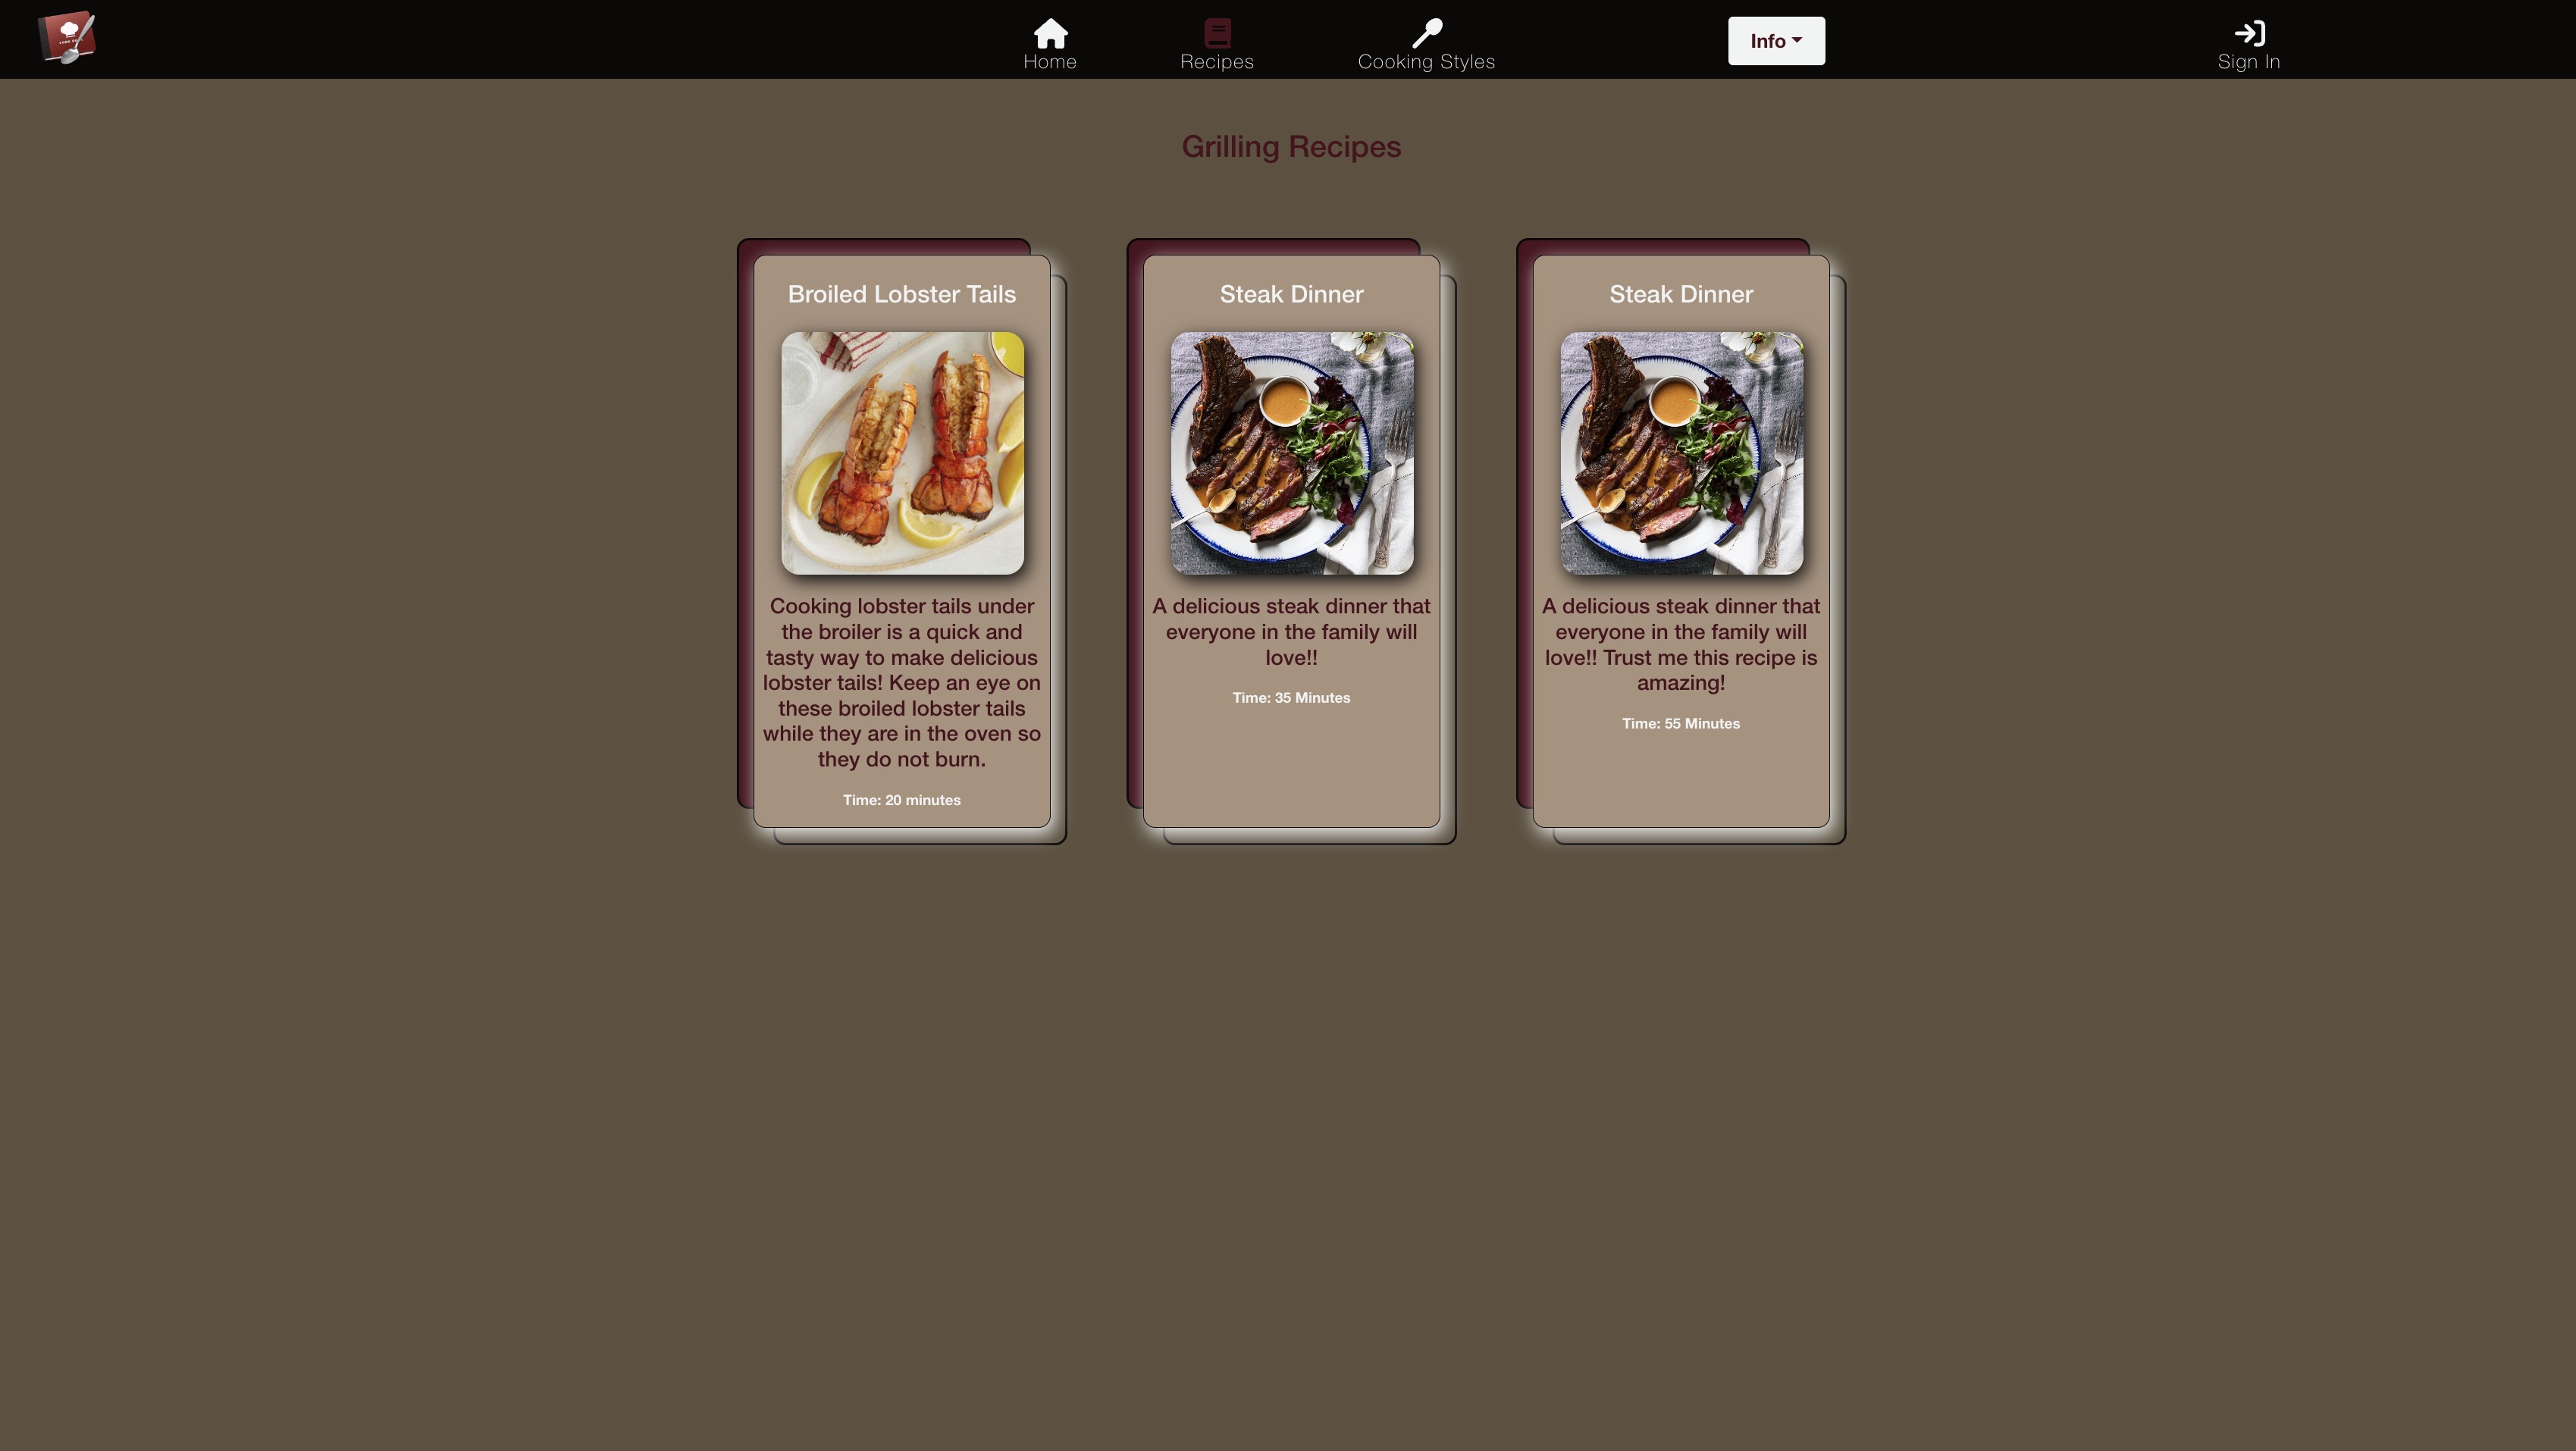 Home
Recipes
Cooking Styles
Info
Sign In
Grilling Recipes
Broiled Lobster Tails
Cooking lobster tails under
the broiler is a quick and
tasty way to make delicious
lobster tails! Keep an eye on
these broiled lobster tails
while they are in the oven so
they do not burn.
Time: 20 minutes
Steak Dinner
A delicious steak dinner that
everyone in the family will
love!!
Time: 35 Minutes
Steak Dinner
A delicious steak dinner that
everyone in the family will
love!! Trust me this recipe is
amazing!
Time: 55 Minutes